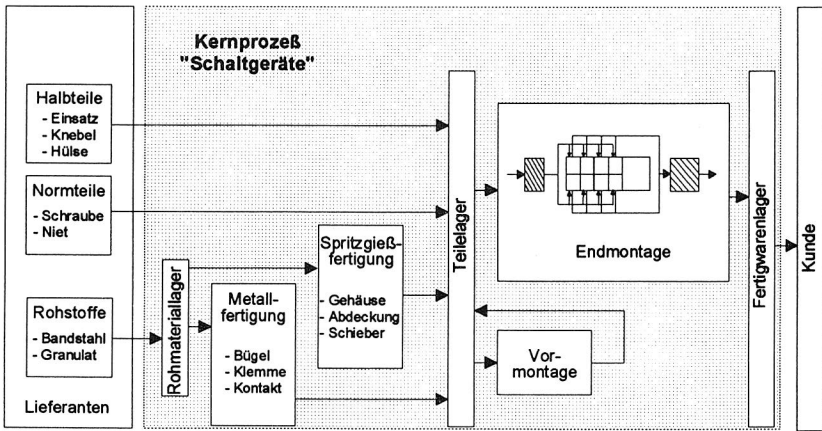 Kernprozeß
"Schaltgeräte"
Halbteile
- Einsatz
- Knebel
- Hülse
Normteile
- Schraube
- Niet
Rohstoffe
- Bandstahl
- Granulat
Lieferanten
Rohmateriallager
Metall-
fertigung
- Bügel
- Klemme
- Kontakt
Spritzgieß-
fertigung
- Gehäuse
- Abdeckung
- Schieber
Teilelager
Endmontage
Vor-
montage
Fertigwarenlager
Kunde